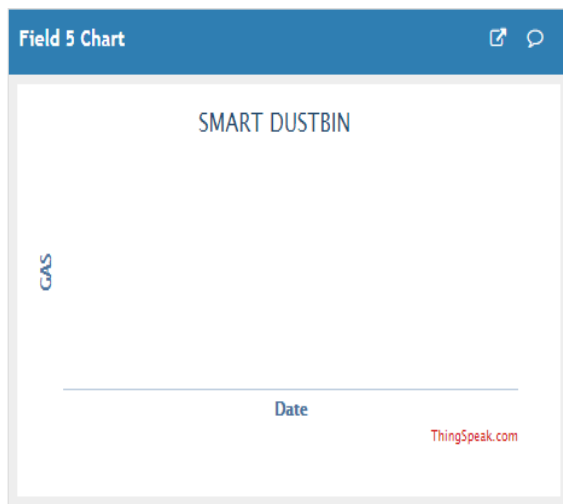 Field 5 Chart
SMART DUSTBIN
GAS
Date
ThingSpeak.com